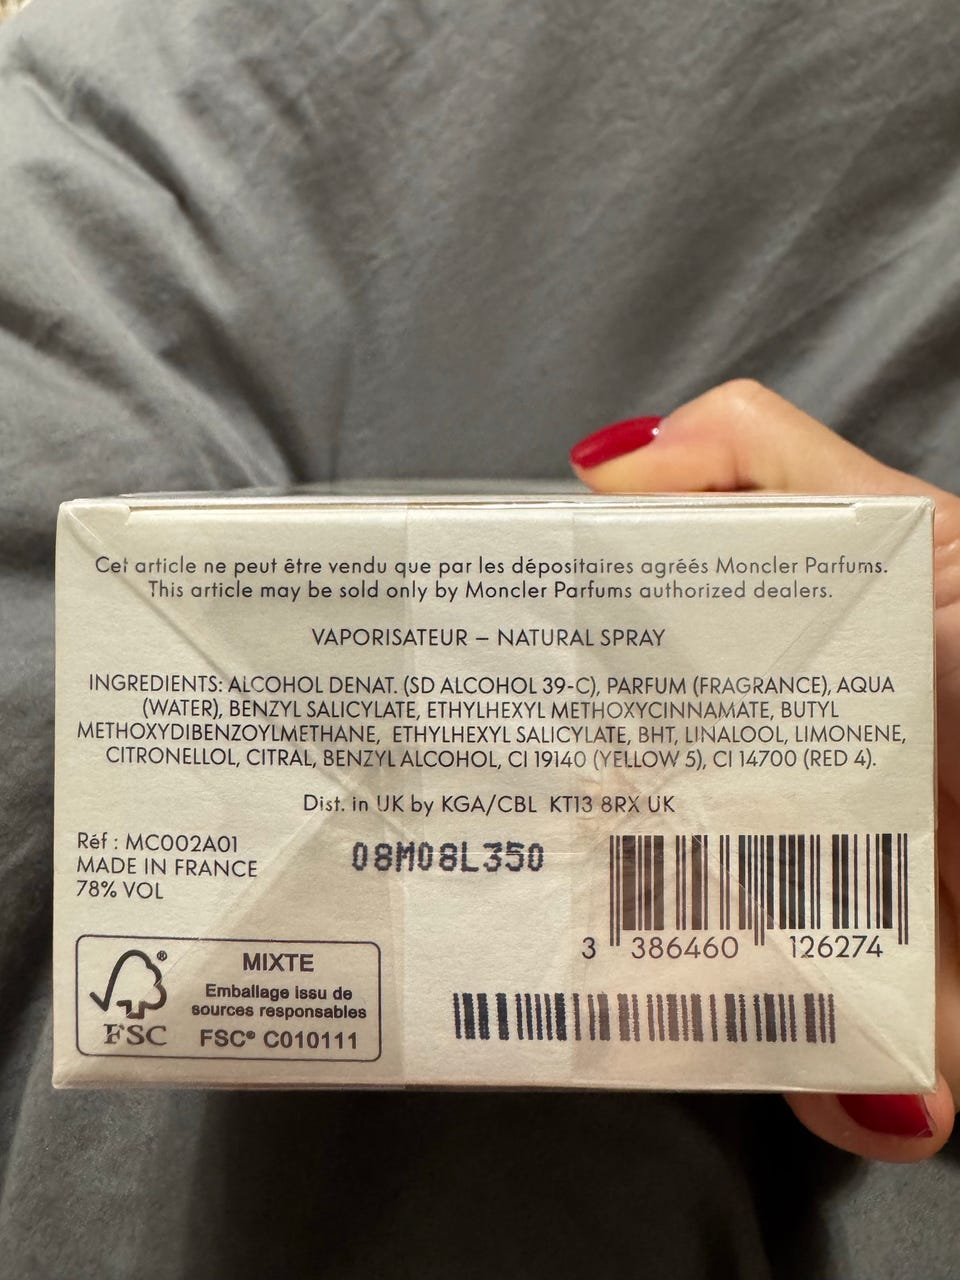 Cet article ne peut être vendu que par les dépositaires agréés Moncler Parfums.
This article may be sold only by Moncler Parfums authorized dealers.
VAPORISATEUR – NATURAL SPRAY
INGREDIENTS: ALCOHOL DENAT. (SD ALCOHOL 39-C), PARFUM (FRAGRANCE), AQUA
(WATER), BENZYL SALICYLATE, ETHYLHEXYL METHOXYCINNAMATE, BUTYL
METHOXYDIBENZOYLMETHANE, ETHYLHEXYL SALICYLATE, BHT, LINALOOL, LIMONENE,
CITRONELLOL, CITRAL, BENZYL ALCOHOL, CI 19140 (YELLOW 5), CI 14700 (RED 4).
Dist. in UK by KGA/CBL KT13 8RX UK
Réf : MC002A01
MADE IN FRANCE
78% VOL
08M08L350
3 386460 126274
FSC®
MIXTE
Emballage issu de
sources responsables
FSC® C010111